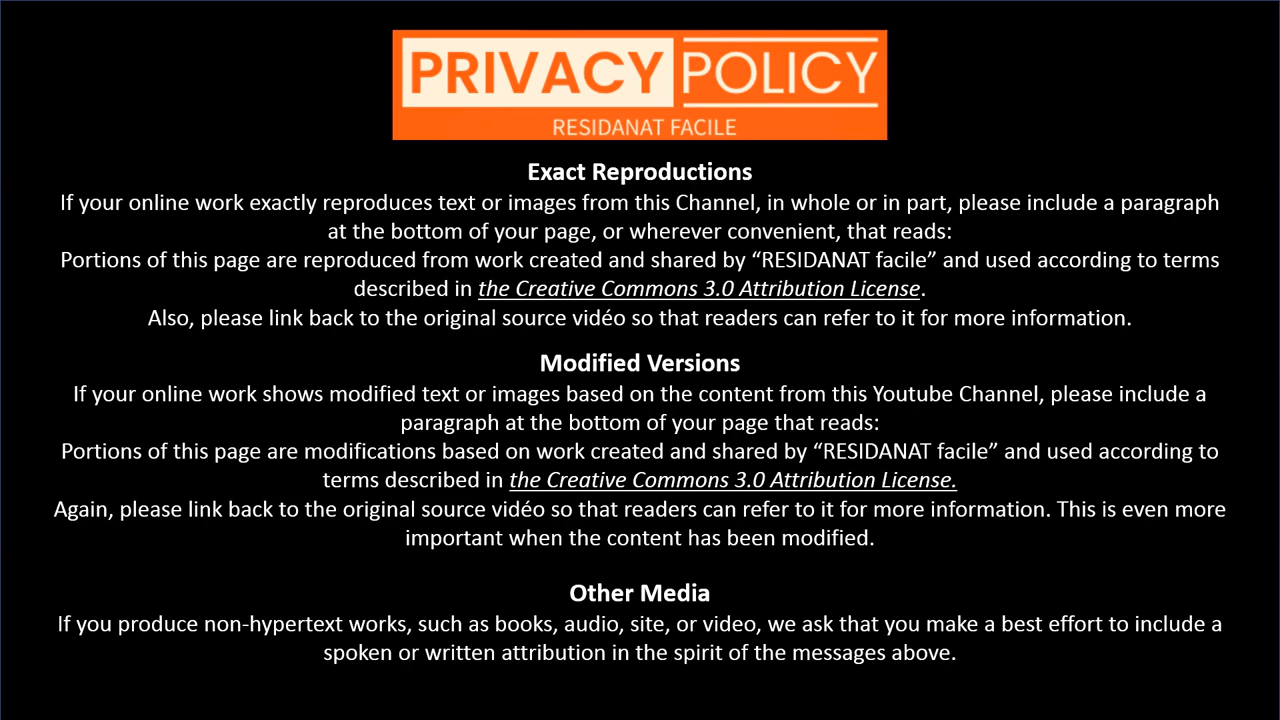 PRIVACY POLICY
RESIDANAT FACILE
Exact Reproductions
If your online work exactly reproduces text or images from this Channel, in whole or in part, please include a paragraph
at the bottom of your page, or wherever convenient, that reads:
Portions of this page are reproduced from work created and shared by “RESIDANAT facile” and used according to terms
described in the Creative Commons 3.0 Attribution License.
Also, please link back to the original source vidéo so that readers can refer to it for more information.
Modified Versions
If your online work shows modified text or images based on the content from this Youtube Channel, please include a
paragraph at the bottom of your page that reads:
Portions of this page are modifications based on work created and shared by “RESIDANAT facile” and used according to
terms described in the Creative Commons 3.0 Attribution License.
Again, please link back to the original source vidéo so that readers can refer to it for more information. This is even more
important when the content has been modified.
Other Media
If you produce non-hypertext works, such as books, audio, site, or video, we ask that you make a best effort to include a
spoken or written attribution in the spirit of the messages above.